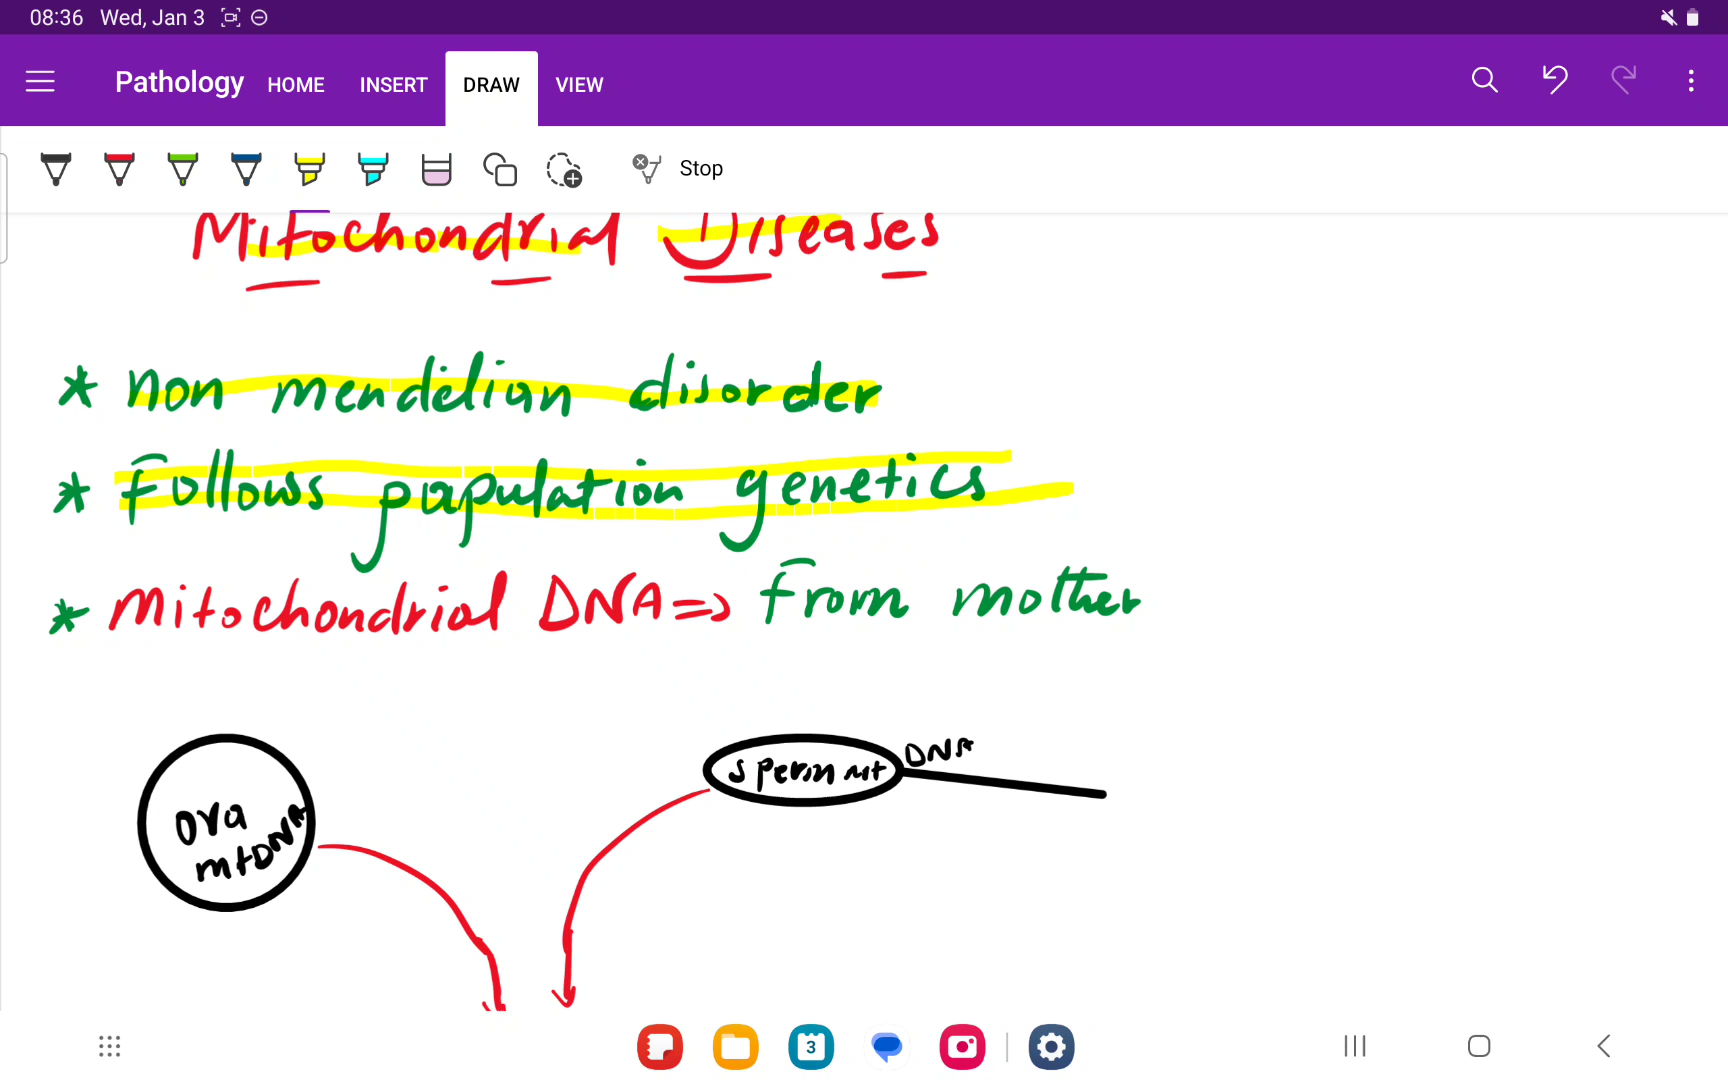 08:36 Wed, Jan 3
Pathology HOME INSERT DRAW VIEW
Stop
Mitochondrial Diseases
* Non mendelian disorder
* Follows population genetics
* Mitochondrial DNA => From mother
Ova
mtDNA
Sperm mt DNA
3